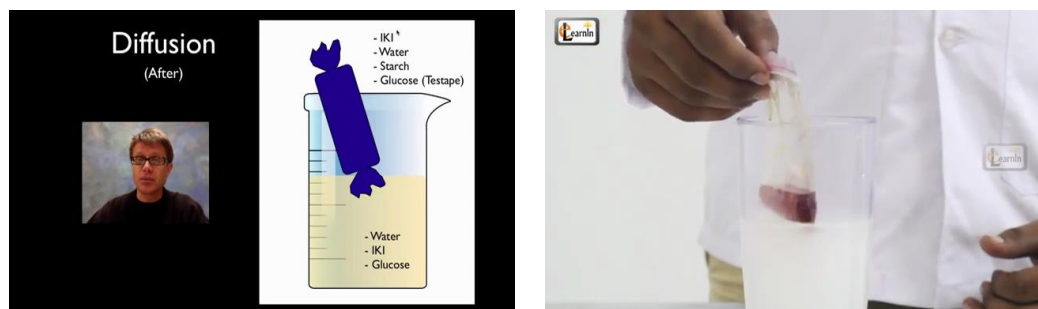 Diffusion
(After)
- IKI
- Water
- Starch
- Glucose (Testape)
- Water
- IKI
- Glucose
LearnIn
LearnIn